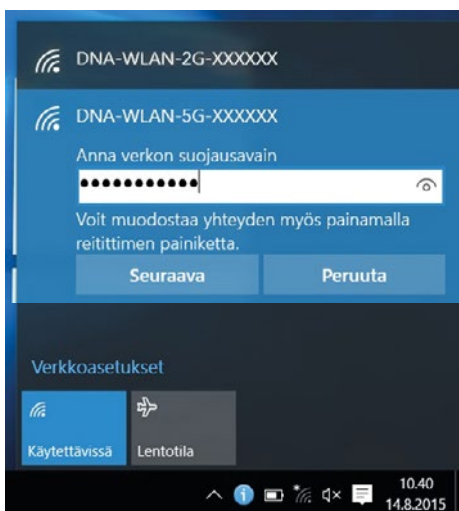 DNA-WLAN-2G-XXXXXX
DNA-WLAN-5G-XXXXXX
Anna verkon suojausavain
●●●●●●●●●●●
Voit muodostaa yhteyden myös painamalla
reitittimen painiketta.
Seuraava Peruuta
Verkkoasetukset
Käytettävissä Lentotila
10.40
14.8.2015